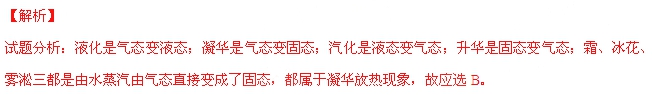 【解析】
试题分析：液化是气态变液态；凝华是气态变固态；汽化是液态变气态；升华是固态变气态；霜、冰花、
雾淞三都是由水蒸汽由气态直接变成了固态，都属于凝华放热现象，故应选 B。